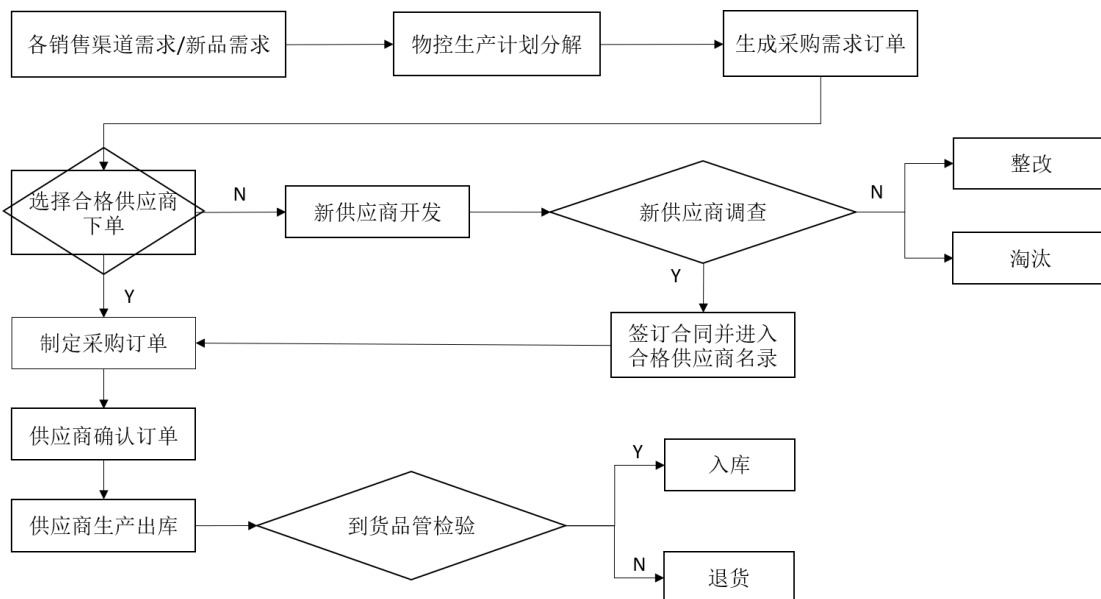 各销售渠道需求/新品需求
物控生产计划分解
生成采购需求订单
选择合格供应商
下单
N
新供应商开发
新供应商调查
N
整改
淘汰
Y
Y
制定采购订单
签订合同并进入
合格供应商名录
供应商确认订单
供应商生产出库
到货品管检验
Y
入库
N
退货